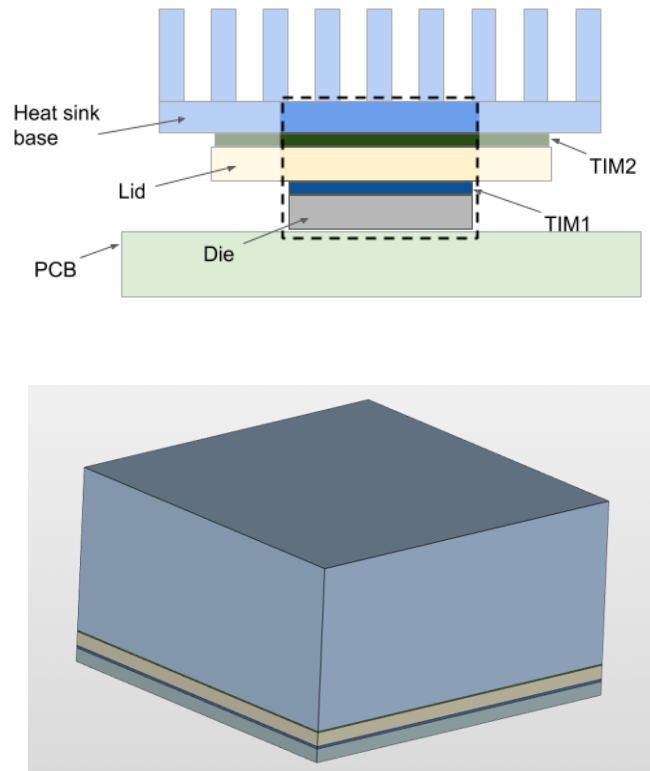 Heat sink
base
TIM2
Lid
TIM1
Die
PCB